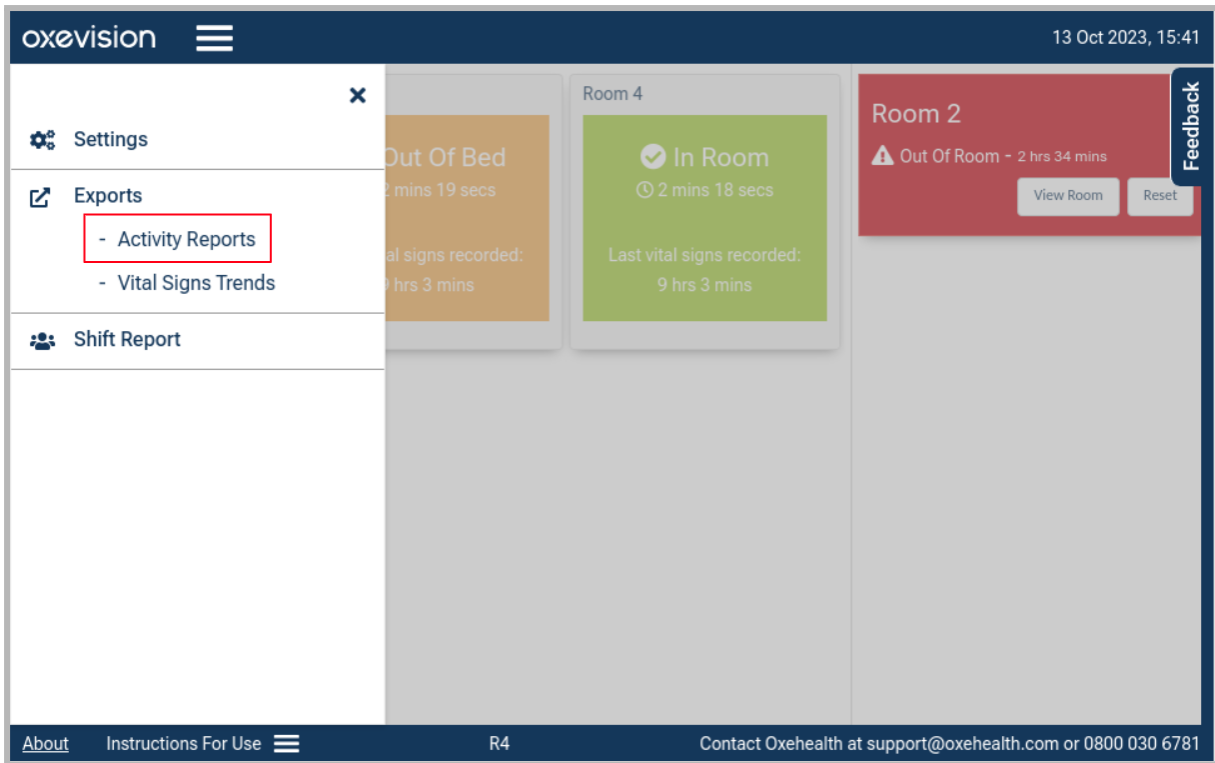 oxevision
13 Oct 2023, 15:41
Settings
Exports
- Activity Reports
- Vital Signs Trends
Shift Report
Out Of Bed
2 mins 19 secs
al signs recorded:
9 hrs 3 mins
Room 4
In Room
2 mins 18 secs
Last vital signs recorded:
9 hrs 3 mins
Room 2
Out Of Room - 2 hrs 34 mins
View Room
Reset
Feedback
About
Instructions For Use
R4
Contact Oxehealth at support@oxehealth.com or 0800 030 6781